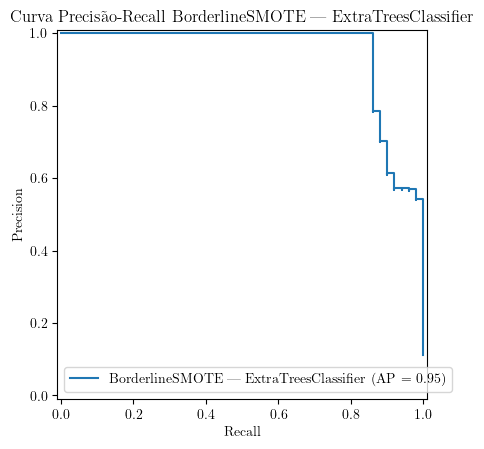 Curva Precisão-Recall BorderlineSMOTE — ExtraTreesClassifier
1.0
0.8
0.6
0.4
0.2
0.0
Precision
BorderlineSMOTE — ExtraTreesClassifier (AP = 0.95)
0.0 0.2 0.4 0.6 0.8 1.0
Recall